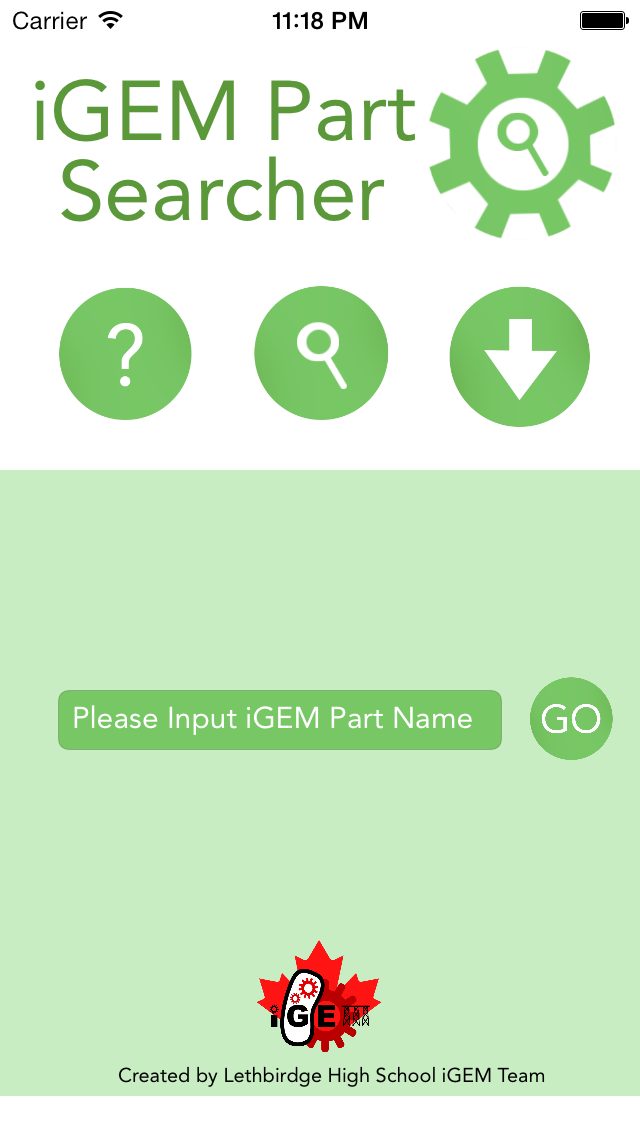 Carrier 11:18 PM
iGEM Part
Searcher
?
Please Input iGEM Part Name
GO
iGEM
Created by Lethbirdge High School iGEM Team